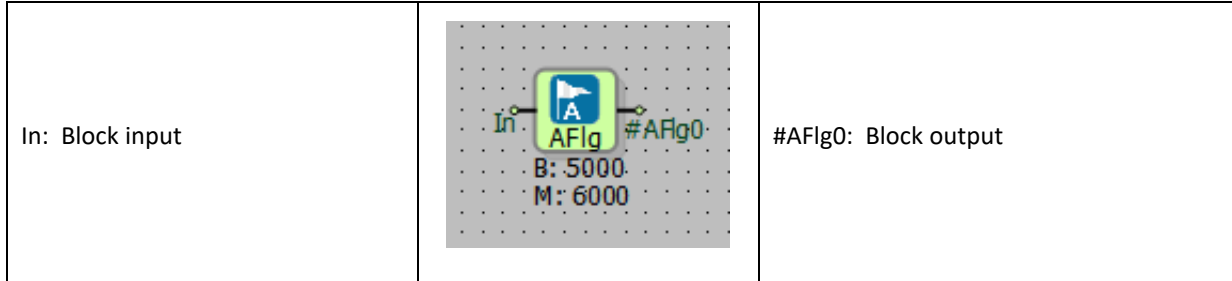 In: Block input
A
In
AFlg
#AFlg0
B: 5000
M: 6000
#AFlg0: Block output